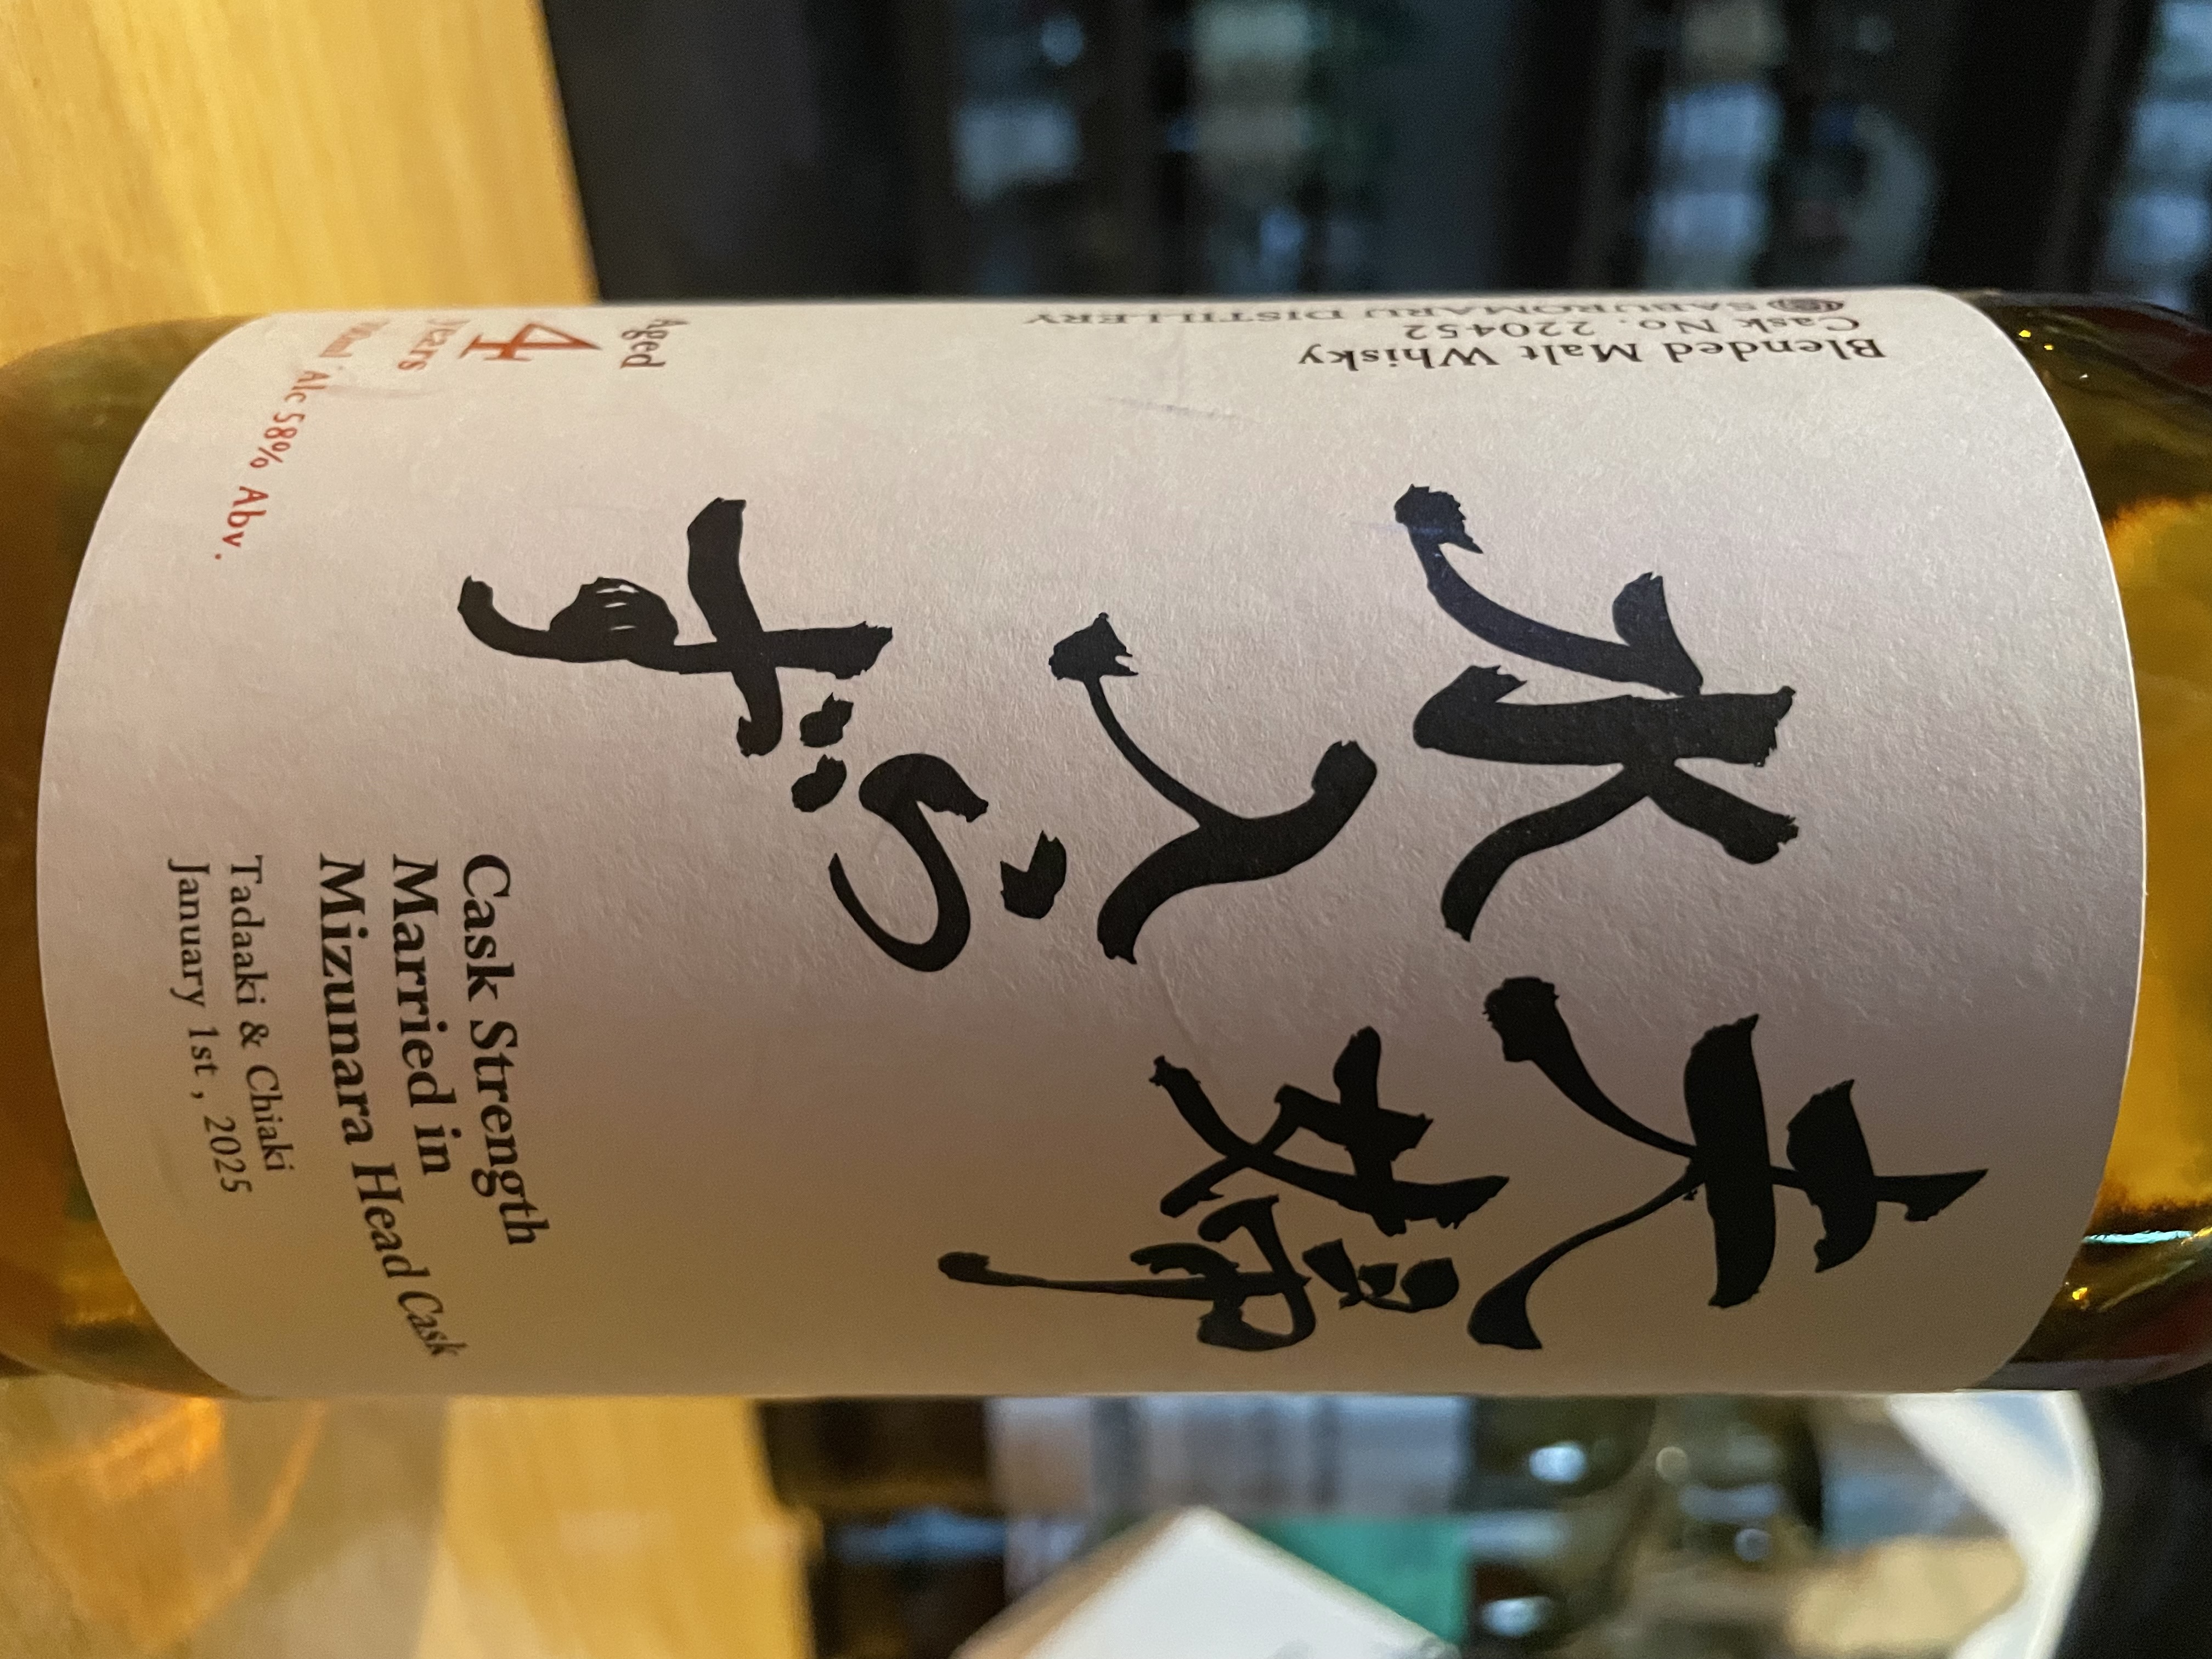 夫婦
水入らず
Blended Malt Whisky
Cask No. 220452
SABUROMARU DISTILLERY
Aged
4
years
Alc 58% Abv.
Cask Strength
Married in
Mizunara Head Cask
Tadaaki & Chiaki
January 1st , 2025